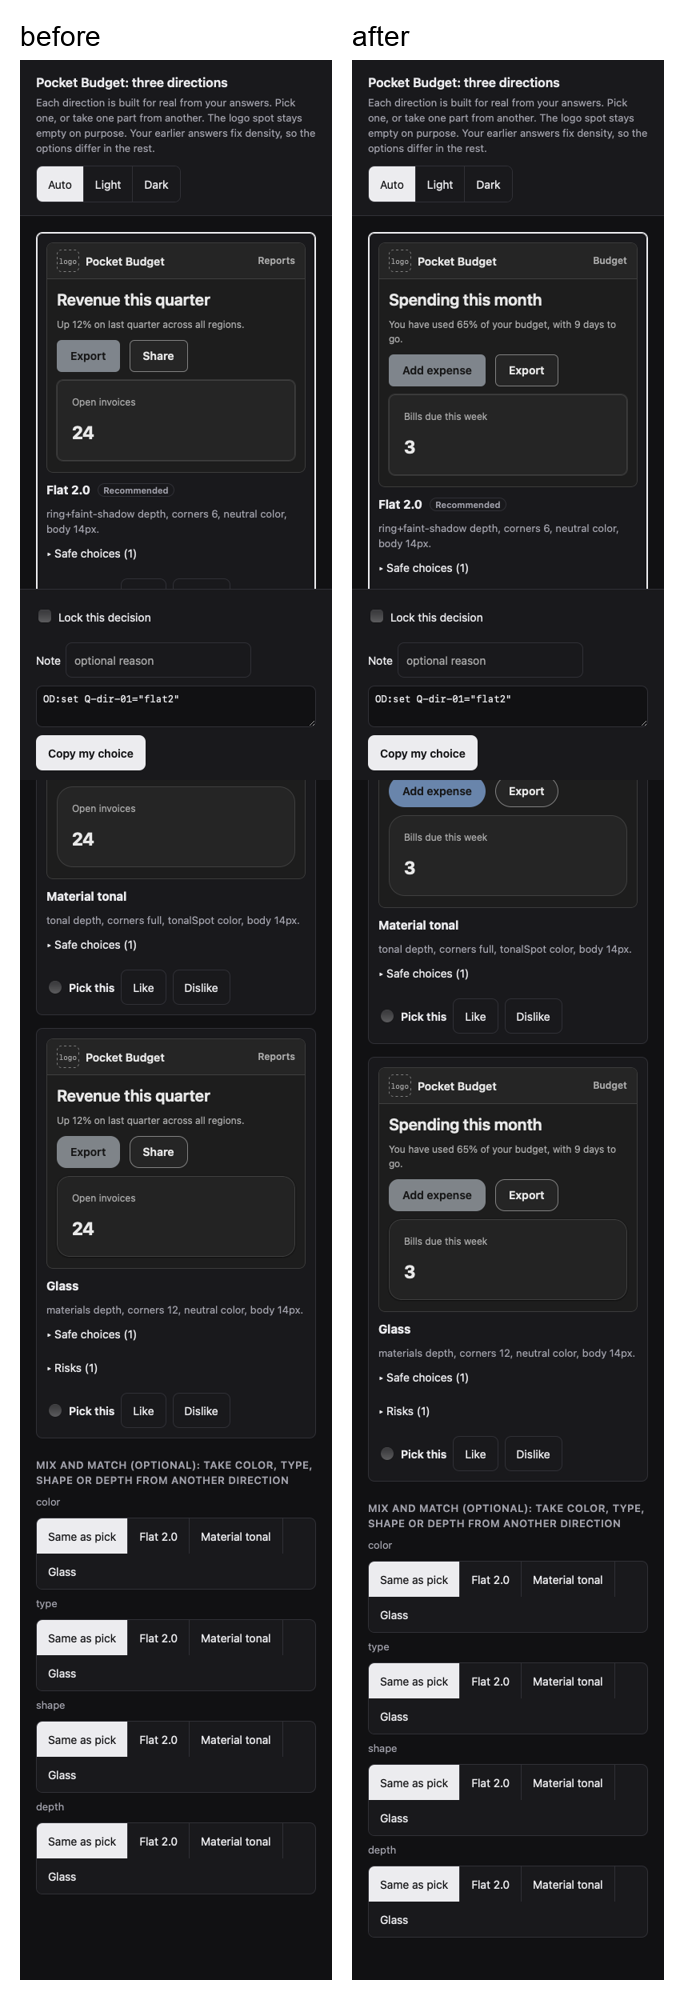 before
Pocket Budget: three directions
Each direction is built for real from your answers. Pick
one, or take one part from another. The logo spot stays
empty on purpose. Your earlier answers fix density, so the
options differ in the rest.
Auto Light Dark
logo Pocket Budget Reports
Revenue this quarter
Up 12% on last quarter across all regions.
Export Share
Open invoices
24
Flat 2.0 Recommended
ring+faint-shadow depth, corners 6, neutral color,
body 14px.
▸ Safe choices (1)
Lock this decision
Note optional reason
OD:set Q-dir-01="flat2"
Copy my choice
Open invoices
24
Material tonal
tonal depth, corners full, tonalSpot color, body 14px.
▸ Safe choices (1)
Pick this Like Dislike
logo Pocket Budget Reports
Revenue this quarter
Up 12% on last quarter across all regions.
Export Share
Open invoices
24
Glass
materials depth, corners 12, neutral color, body 14px.
▸ Safe choices (1)
▸ Risks (1)
Pick this Like Dislike
MIX AND MATCH (OPTIONAL): TAKE COLOR, TYPE,
SHAPE OR DEPTH FROM ANOTHER DIRECTION
color
Same as pick Flat 2.0 Material tonal
Glass
type
Same as pick Flat 2.0 Material tonal
Glass
shape
Same as pick Flat 2.0 Material tonal
Glass
depth
Same as pick Flat 2.0 Material tonal
Glass
after
Pocket Budget: three directions
Each direction is built for real from your answers. Pick
one, or take one part from another. The logo spot stays
empty on purpose. Your earlier answers fix density, so the
options differ in the rest.
Auto Light Dark
logo Pocket Budget Budget
Spending this month
You have used 65% of your budget, with 9 days to
go.
Add expense Export
Bills due this week
3
Flat 2.0 Recommended
ring+faint-shadow depth, corners 6, neutral color,
body 14px.
▸ Safe choices (1)
Lock this decision
Note optional reason
OD:set Q-dir-01="flat2"
Copy my choice
Add expense Export
Bills due this week
3
Material tonal
tonal depth, corners full, tonalSpot color, body 14px.
▸ Safe choices (1)
Pick this Like Dislike
logo Pocket Budget Budget
Spending this month
You have used 65% of your budget, with 9 days to
go.
Add expense Export
Bills due this week
3
Glass
materials depth, corners 12, neutral color, body 14px.
▸ Safe choices (1)
▸ Risks (1)
Pick this Like Dislike
MIX AND MATCH (OPTIONAL): TAKE COLOR, TYPE,
SHAPE OR DEPTH FROM ANOTHER DIRECTION
color
Same as pick Flat 2.0 Material tonal
Glass
type
Same as pick Flat 2.0 Material tonal
Glass
shape
Same as pick Flat 2.0 Material tonal
Glass
depth
Same as pick Flat 2.0 Material tonal
Glass